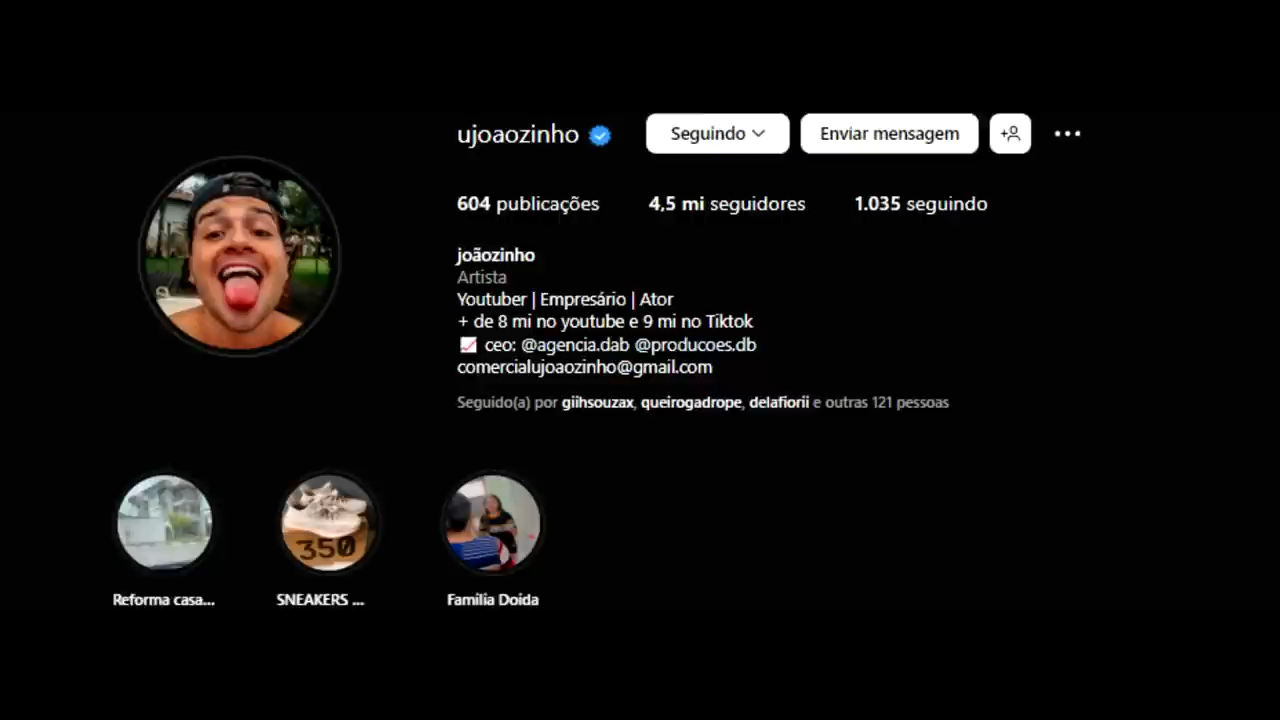 ujoaozinho
Seguindo
Enviar mensagem
604 publicações
4,5 mi seguidores
1.035 seguindo
joãozinho
Artista
Youtuber | Empresário | Ator
+ de 8 mi no youtube e 9 mi no Tiktok
📈 ceo: @agencia.dab @producoes.db
comercialujoaozinho@gmail.com
Seguido(a) por giihsouzax, queirogadrope, delafiorii e outras 121 pessoas
350
Reforma casa...
SNEAKERS ...
Família Doida